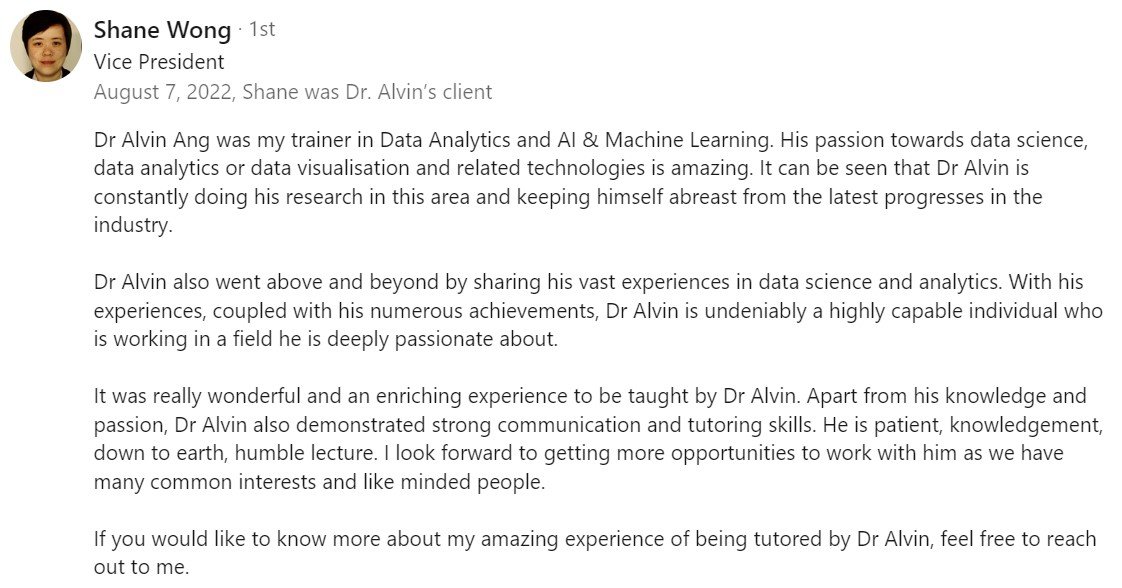 Shane Wong · 1st
Vice President
August 7, 2022, Shane was Dr. Alvin’s client
Dr Alvin Ang was my trainer in Data Analytics and AI & Machine Learning. His passion towards data science,
data analytics or data visualisation and related technologies is amazing. It can be seen that Dr Alvin is
constantly doing his research in this area and keeping himself abreast from the latest progresses in the
industry.
Dr Alvin also went above and beyond by sharing his vast experiences in data science and analytics. With his
experiences, coupled with his numerous achievements, Dr Alvin is undeniably a highly capable individual who
is working in a field he is deeply passionate about.
It was really wonderful and an enriching experience to be taught by Dr Alvin. Apart from his knowledge and
passion, Dr Alvin also demonstrated strong communication and tutoring skills. He is patient, knowledgement,
down to earth, humble lecture. I look forward to getting more opportunities to work with him as we have
many common interests and like minded people.
If you would like to know more about my amazing experience of being tutored by Dr Alvin, feel free to reach
out to me.